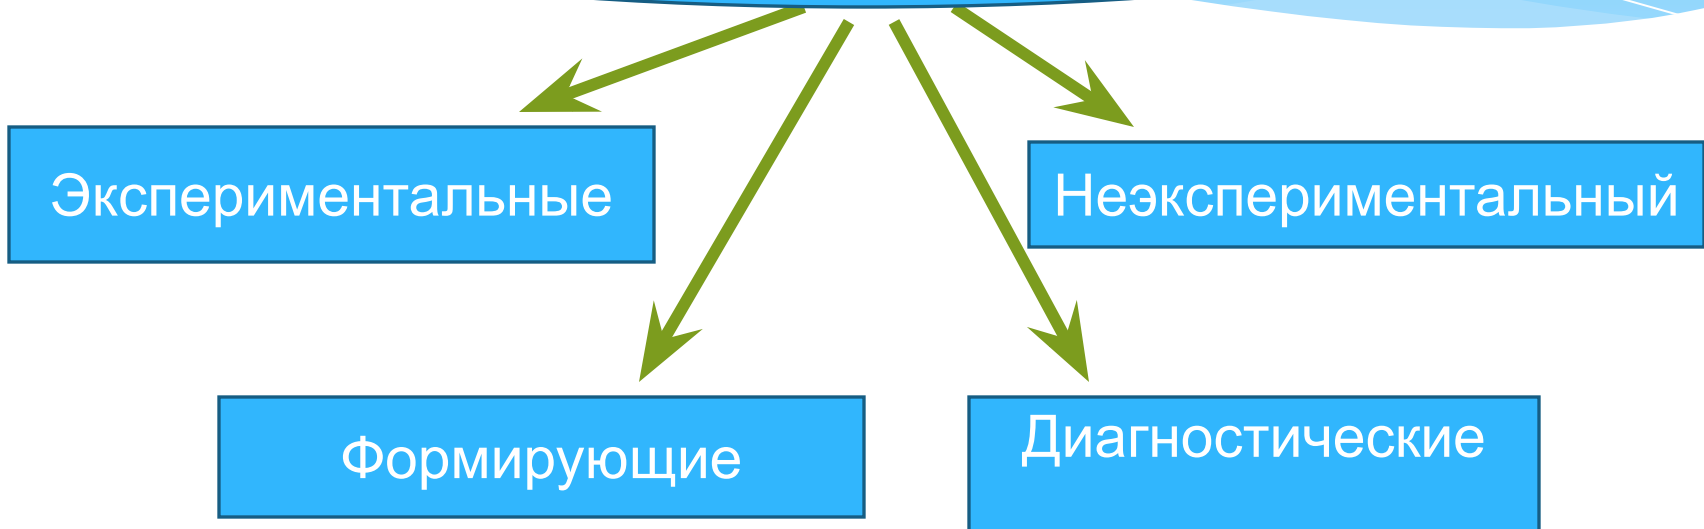 Экспериментальные
Неэкспериментальный
Формирующие
Диагностические